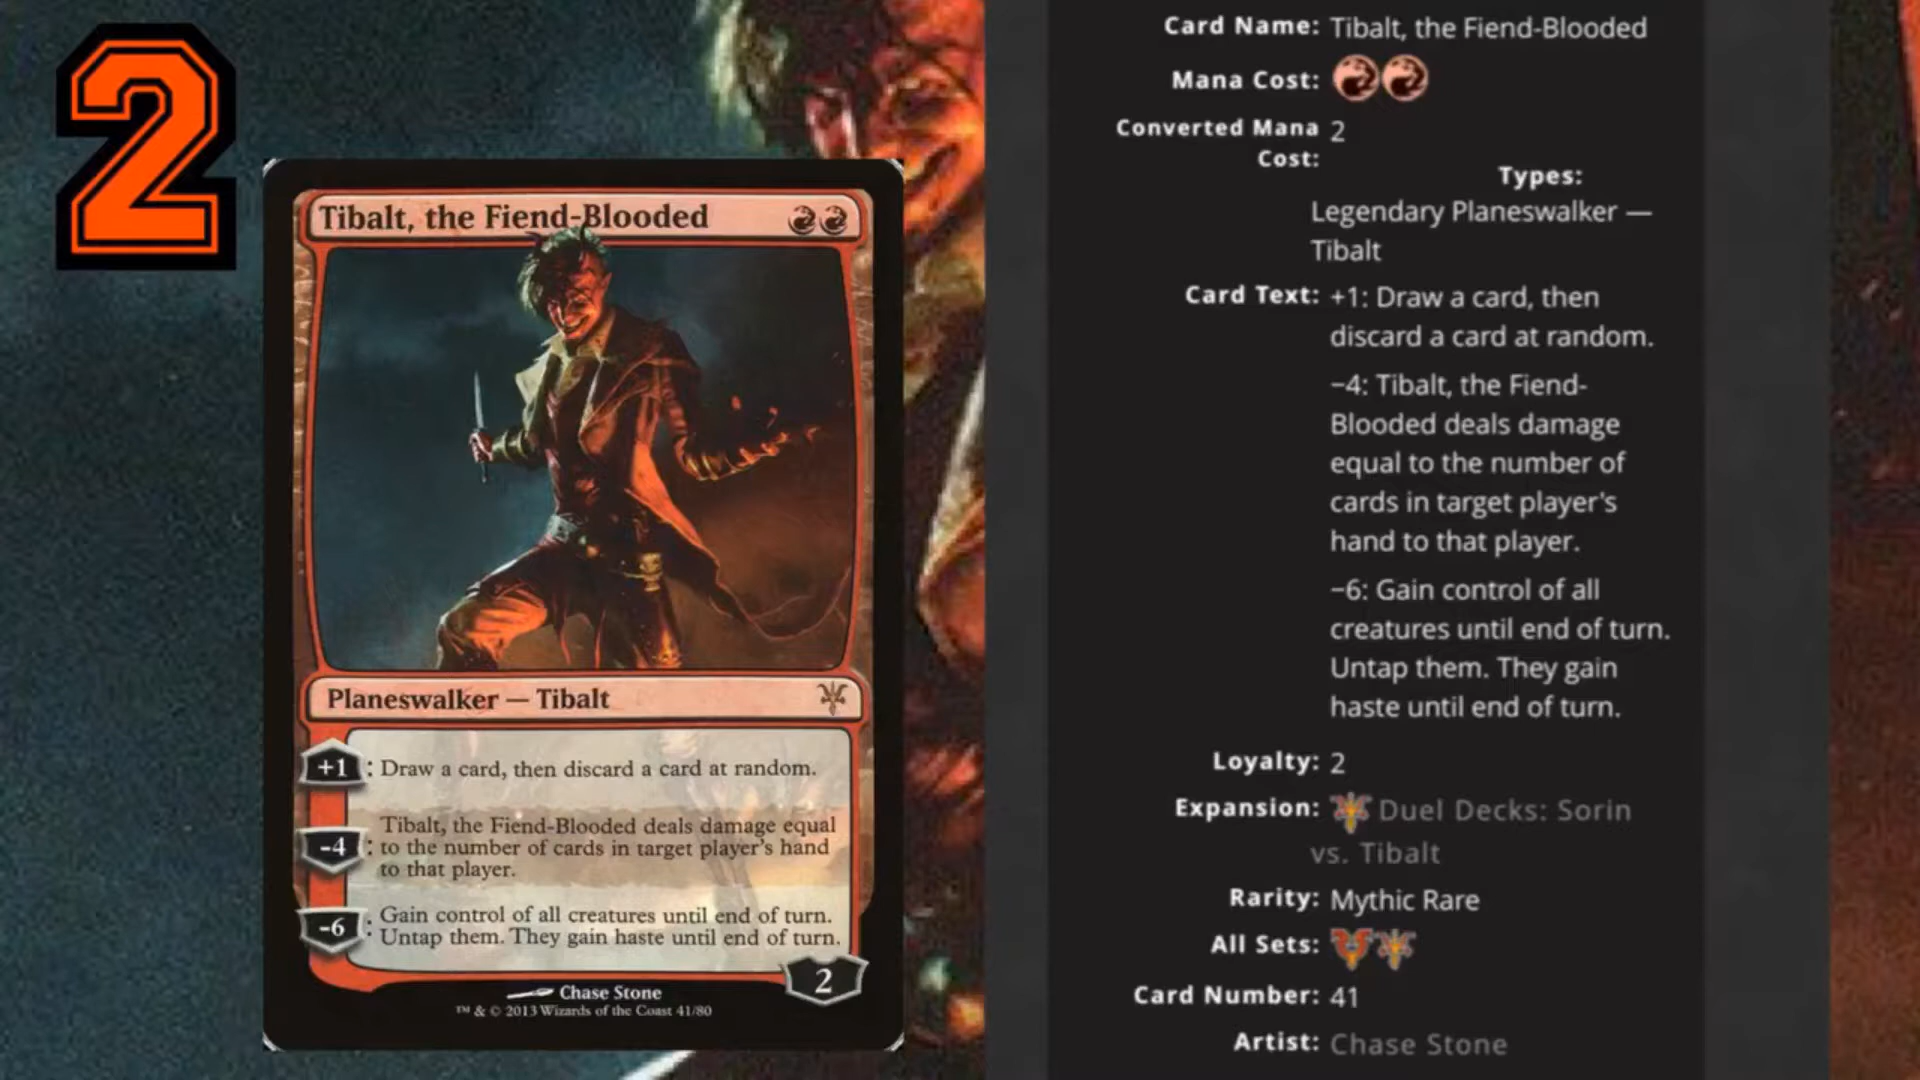 2
Tibalt, the Fiend-Blooded
Planeswalker — Tibalt
+1: Draw a card, then discard a card at random.
-4: Tibalt, the Fiend-Blooded deals damage equal
to the number of cards in target player's hand
to that player.
-6: Gain control of all creatures until end of turn.
Untap them. They gain haste until end of turn.
2
Chase Stone
™ & © 2013 Wizards of the Coast 41/80
Card Name: Tibalt, the Fiend-Blooded
Mana Cost:
Converted Mana 2
Cost:
Types:
Legendary Planeswalker —
Tibalt
Card Text: +1: Draw a card, then
discard a card at random.
−4: Tibalt, the Fiend-
Blooded deals damage
equal to the number of
cards in target player's
hand to that player.
−6: Gain control of all
creatures until end of turn.
Untap them. They gain
haste until end of turn.
Loyalty: 2
Expansion: Duel Decks: Sorin
vs. Tibalt
Rarity: Mythic Rare
All Sets:
Card Number: 41
Artist: Chase Stone